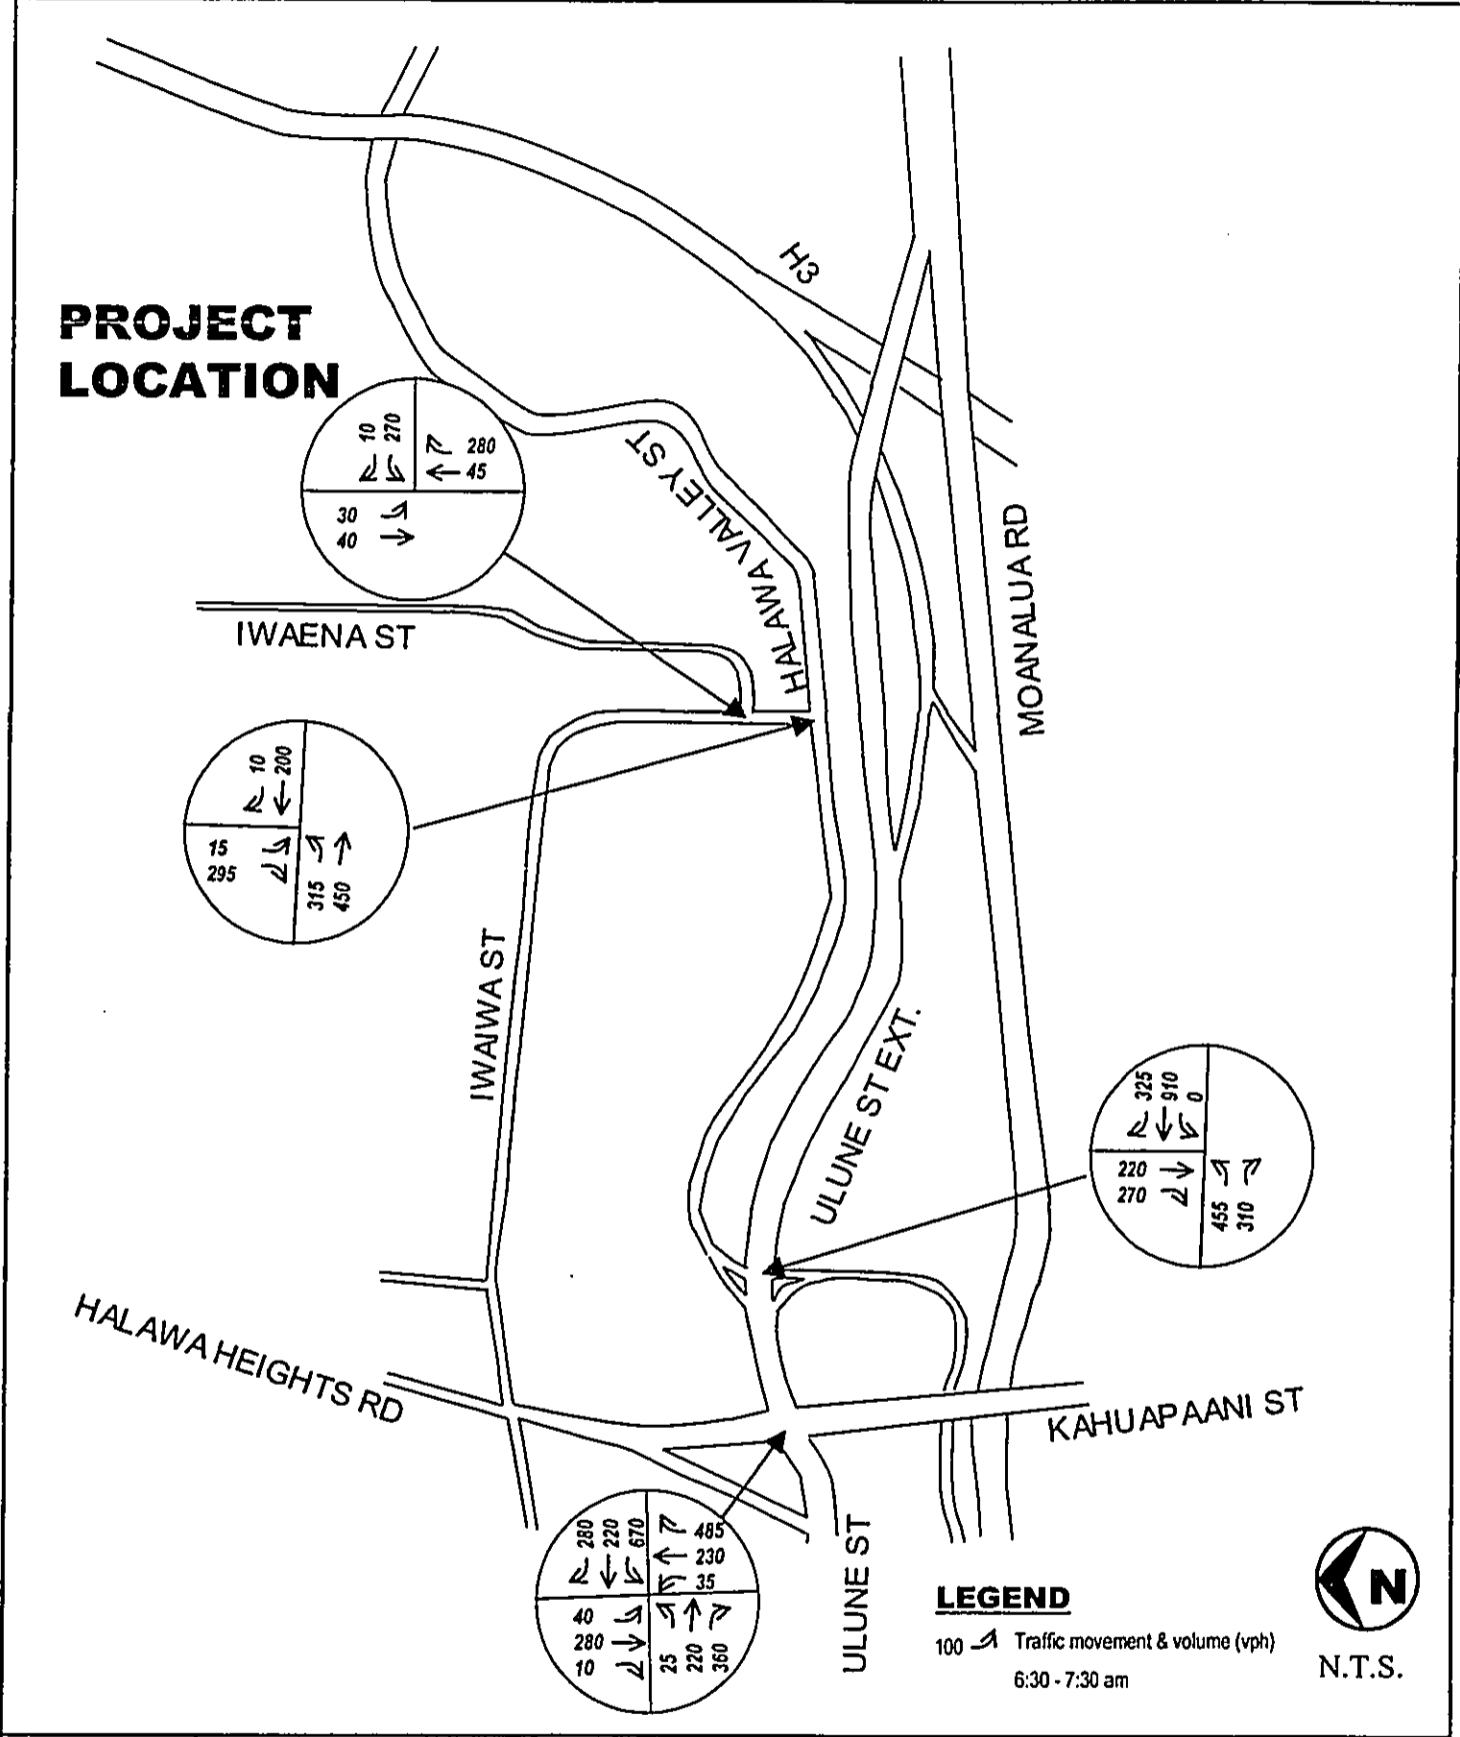 H3
PROJECT
LOCATION
10
270
280
45
30
40
HALAWA VALLEY ST
IWAENA ST
MOANALUA RD
10
200
15
295
315
450
IWAIWA ST
ULUNE ST EXT.
325
910
0
220
270
455
310
HALAWA HEIGHTS RD
KAHUAPAANI ST
280
220
670
485
230
35
40
280
10
25
220
360
ULUNE ST
LEGEND
100 Traffic movement & volume (vph)
6:30 - 7:30 am
N
N.T.S.